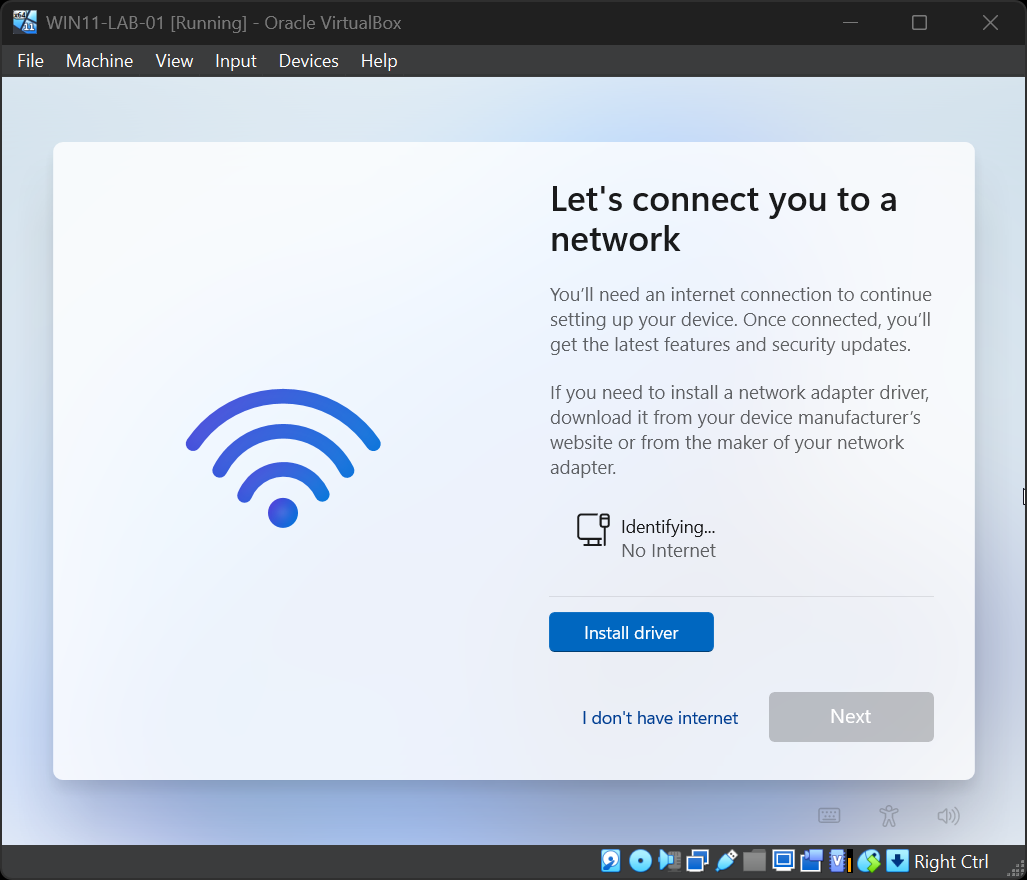 WIN11-LAB-01 [Running] - Oracle VirtualBox
File Machine View Input Devices Help
Let's connect you to a
network
You’ll need an internet connection to continue
setting up your device. Once connected, you’ll
get the latest features and security updates.
If you need to install a network adapter driver,
download it from your device manufacturer’s
website or from the maker of your network
adapter.
Identifying...
No Internet
Install driver
I don't have internet
Next
Right Ctrl